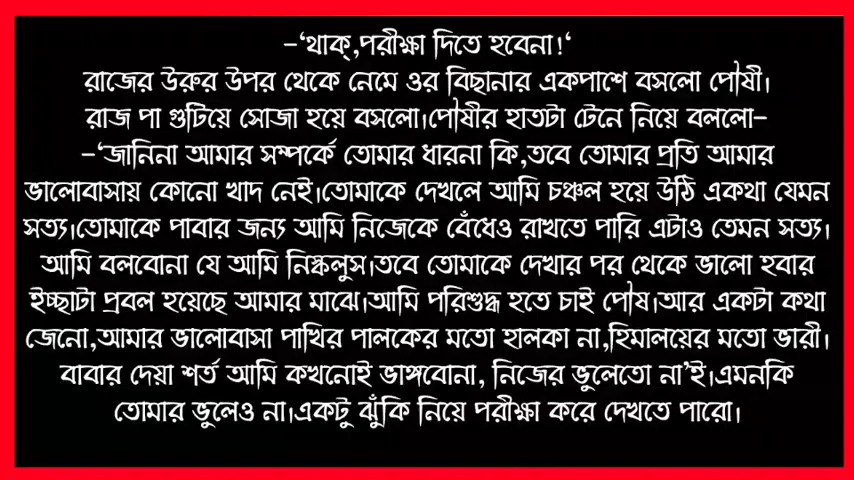 -‘থাক্,পরীক্ষা দিতে হবেনা!‘
রাজের উরুর উপর থেকে নেমে ওর বিছানার একপাশে বসলো পৌষী।
রাজ পা গুটিয়ে সোজা হয়ে বসলো।পৌষীর হাতটা টেনে নিয়ে বললো-
-‘জানিনা আমার সম্পর্কে তোমার ধারনা কি,তবে তোমার প্রতি আমার
ভালোবাসায় কোনো খাদ নেই।তোমাকে দেখলে আমি চঞ্চল হয়ে উঠি একথা যেমন
সত্য।তোমাকে পাবার জন্য আমি নিজেকে বেঁধেও রাখতে পারি এটাও তেমন সত্য।
আমি বলবোনা যে আমি নিস্কলুস।তবে তোমাকে দেখার পর থেকে ভালো হবার
ইচ্ছাটা প্রবল হয়েছে আমার মাঝে।আমি পরিশুদ্ধ হতে চাই পৌষ।আর একটা কথা
জেনো,আমার ভালোবাসা পাখির পালকের মতো হালকা না,হিমালয়ের মতো ভারী।
বাবার দেয়া শর্ত আমি কখনোই ভাঙ্গবোনা, নিজের ভুলেতো না’ই।এমনকি
তোমার ভুলেও না।একটু ঝুঁকি নিয়ে পরীক্ষা করে দেখতে পারো।